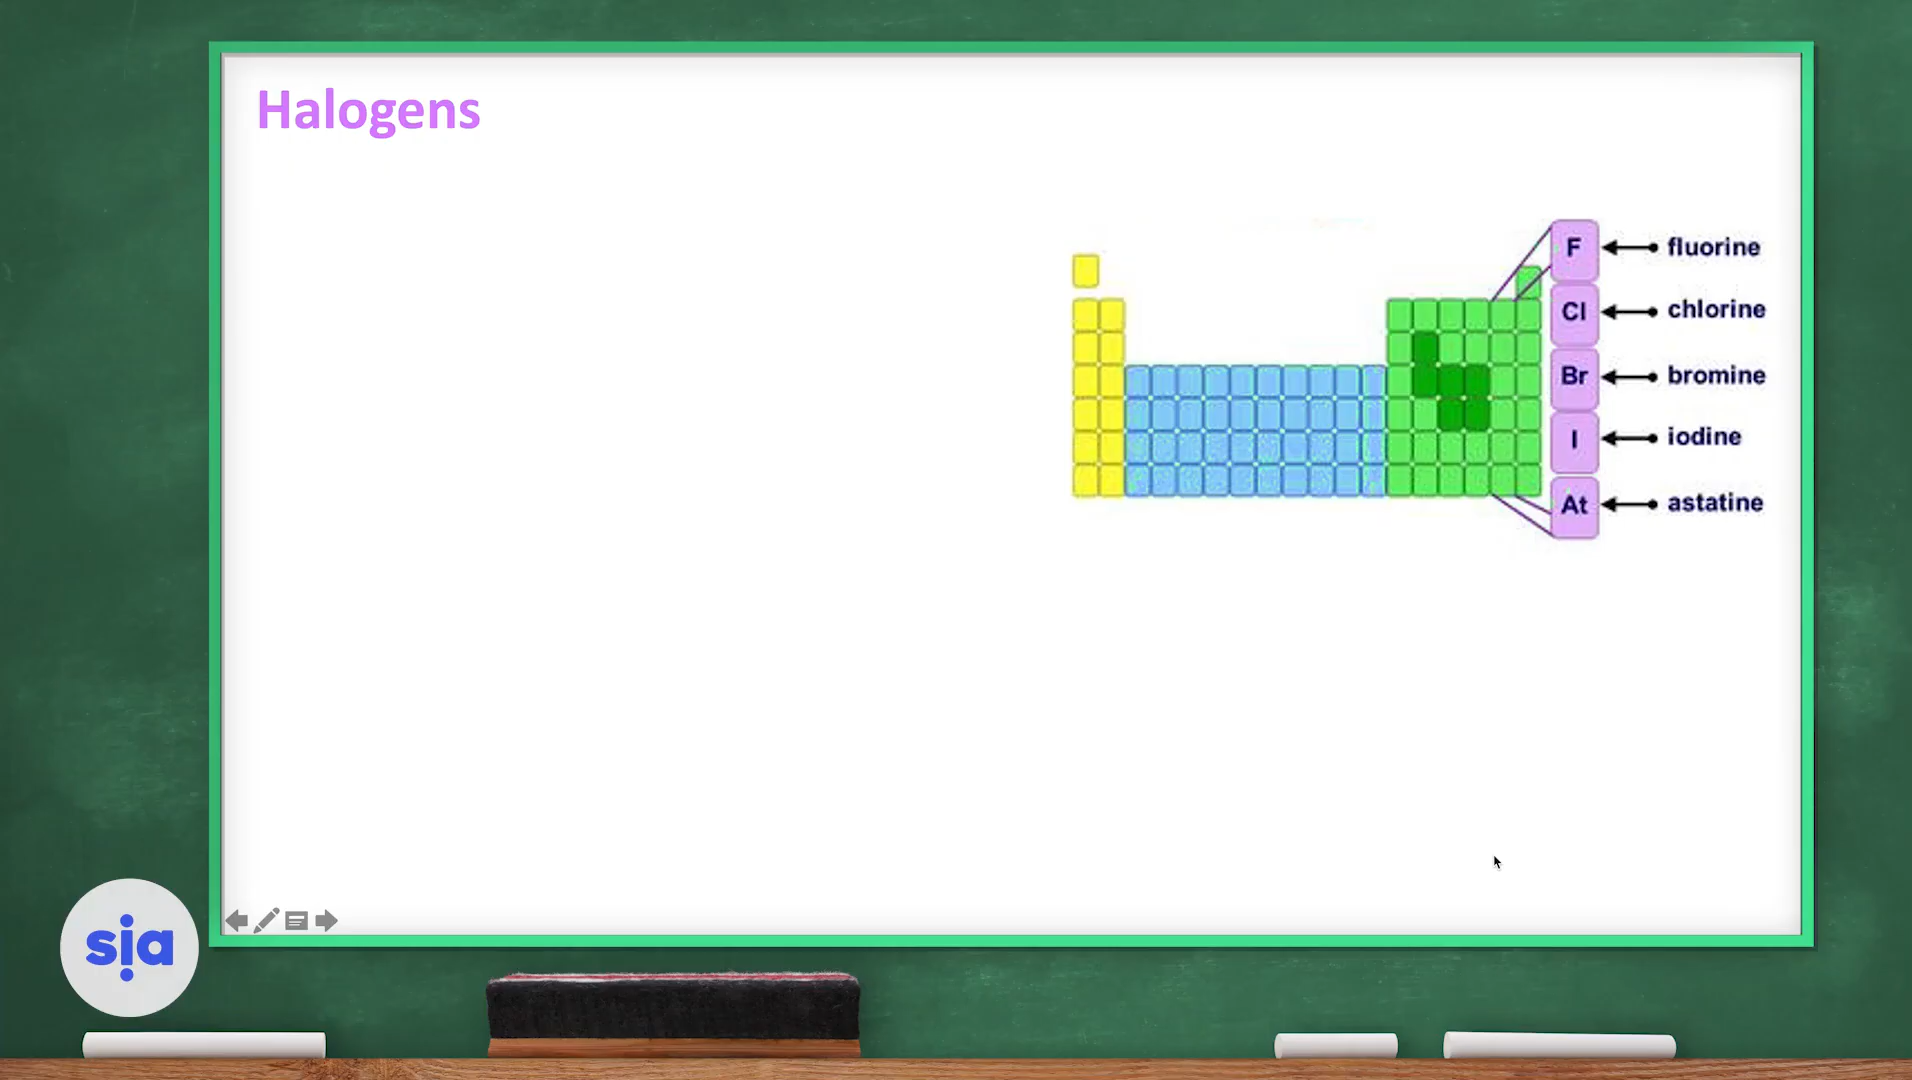 Halogens
F fluorine
Cl chlorine
Br bromine
I iodine
At astatine
sia